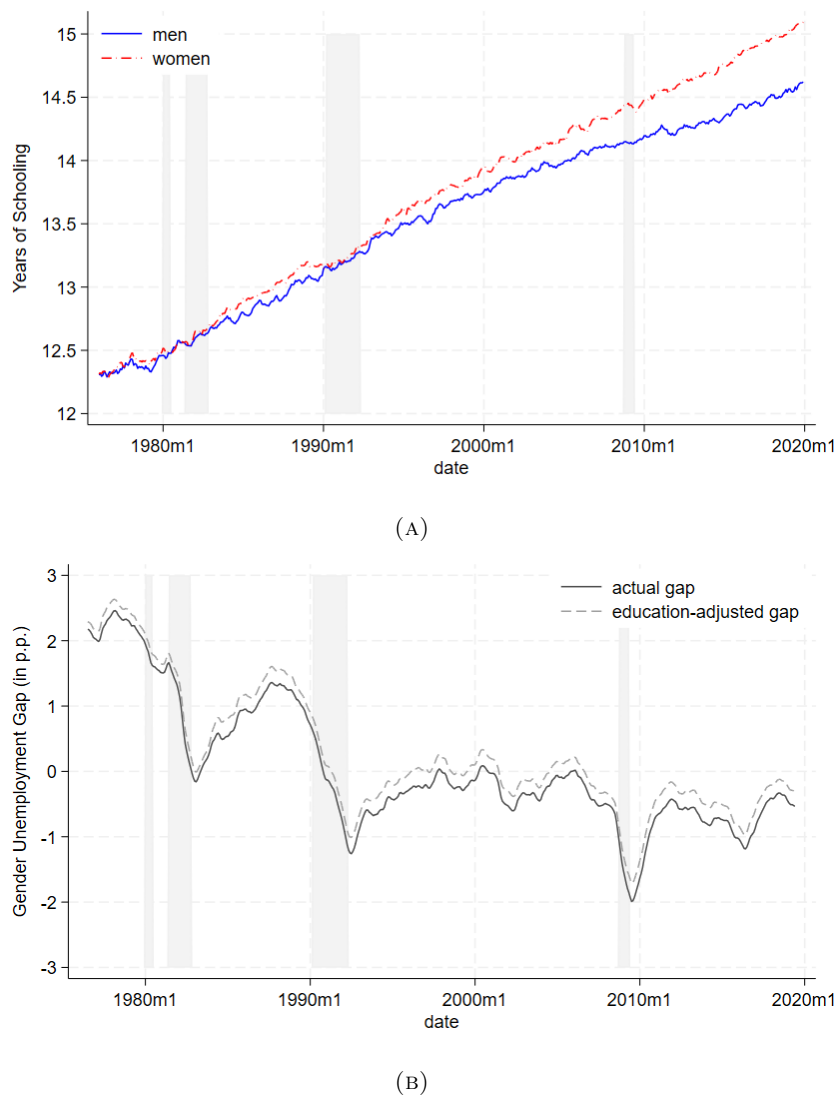 men
women
Years of Schooling
15
14.5
14
13.5
13
12.5
12
1980m1 1990m1 2000m1 2010m1 2020m1
date
(A)
actual gap
education-adjusted gap
Gender Unemployment Gap (in p.p.)
3
2
1
0
-1
-2
-3
1980m1 1990m1 2000m1 2010m1 2020m1
date
(B)